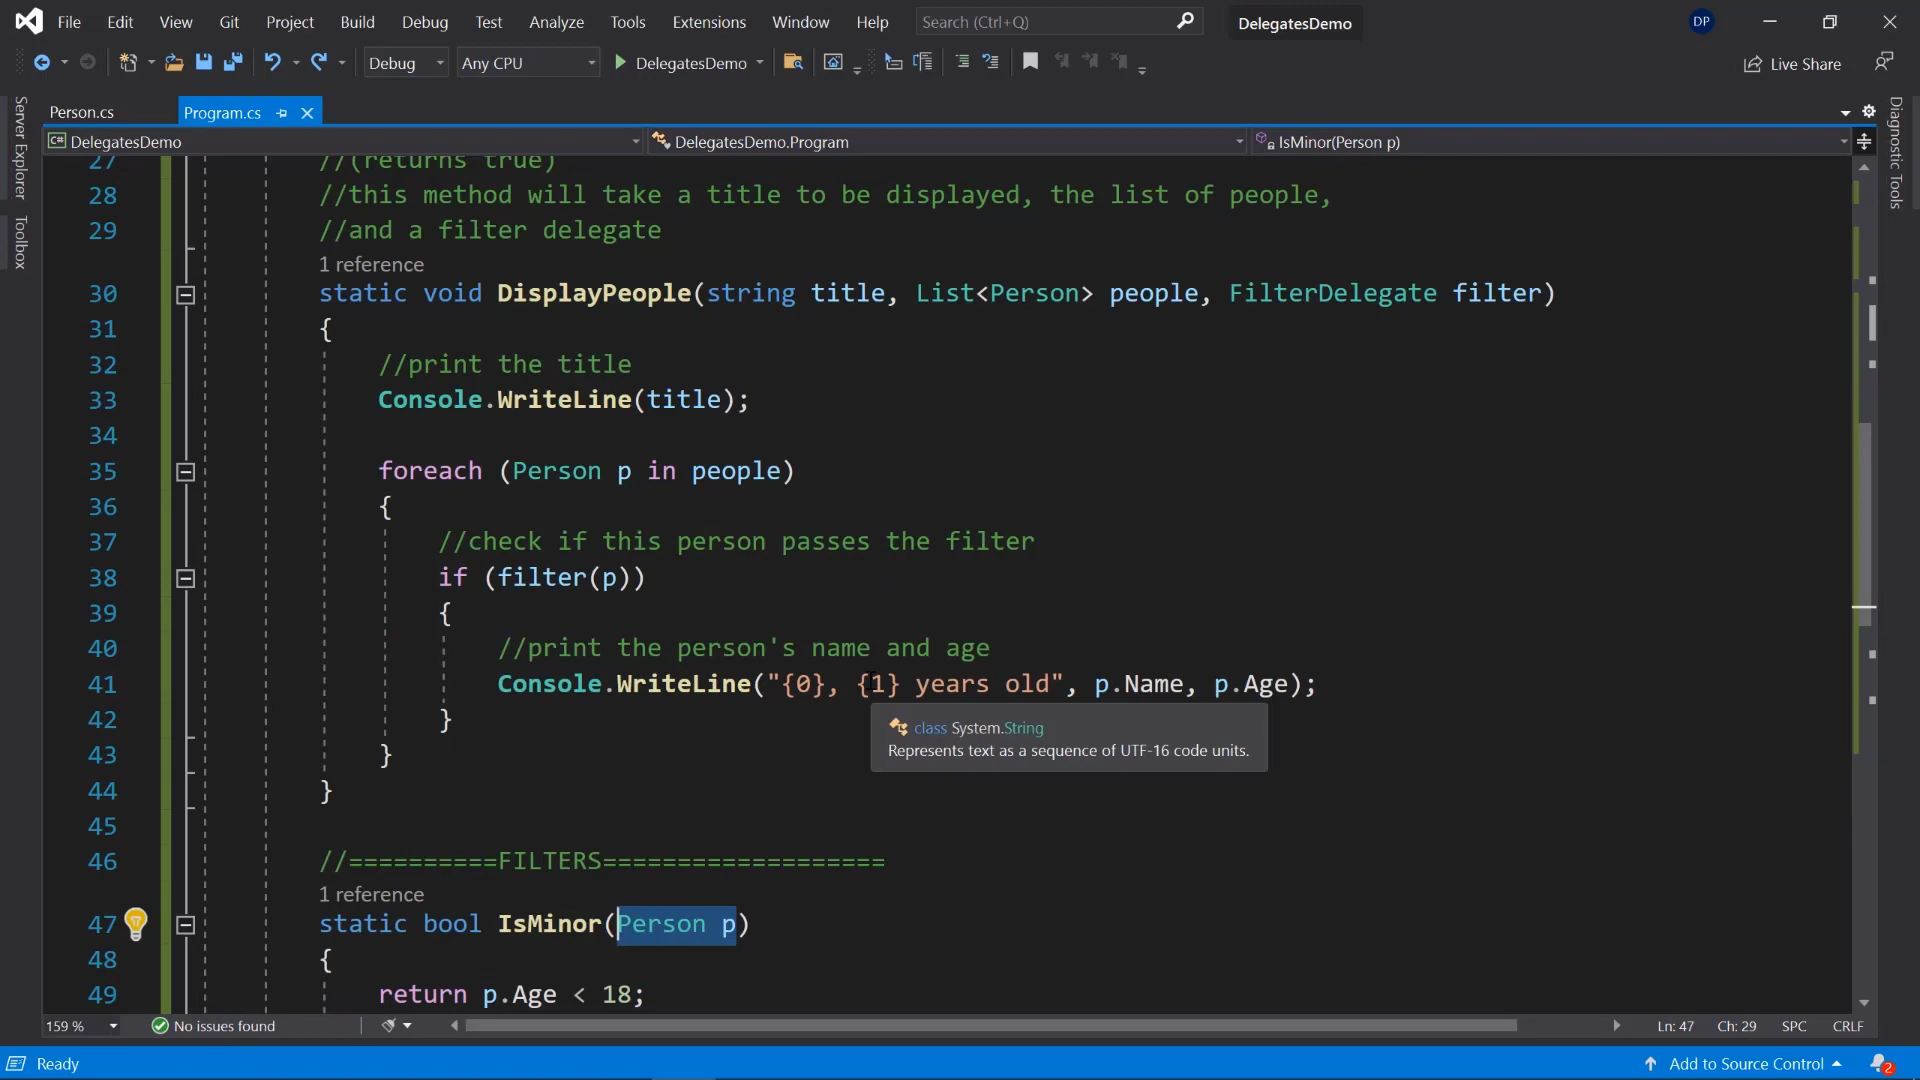 File Edit View Git Project Build Debug Test Analyze Tools Extensions Window Help Search (Ctrl+Q) DelegatesDemo DP
Debug Any CPU DelegatesDemo Live Share
Person.cs Program.cs
DelegatesDemo DelegatesDemo.Program IsMinor(Person p)
Server Explorer
Toolbox
Diagnostic Tools
27 //(returns true)
28 //this method will take a title to be displayed, the list of people,
29 //and a filter delegate
1 reference
30 static void DisplayPeople(string title, List<Person> people, FilterDelegate filter)
31 {
32 //print the title
33 Console.WriteLine(title);
34
35 foreach (Person p in people)
36 {
37 //check if this person passes the filter
38 if (filter(p))
39 {
40 //print the person's name and age
41 Console.WriteLine("{0}, {1} years old", p.Name, p.Age);
42 }
class System.String
Represents text as a sequence of UTF-16 code units.
43 }
44 }
45
46 //==========FILTERS===================
1 reference
47 static bool IsMinor(Person p)
48 {
49 return p.Age < 18;
159 % No issues found Ln: 47 Ch: 29 SPC CRLF
Ready Add to Source Control 2